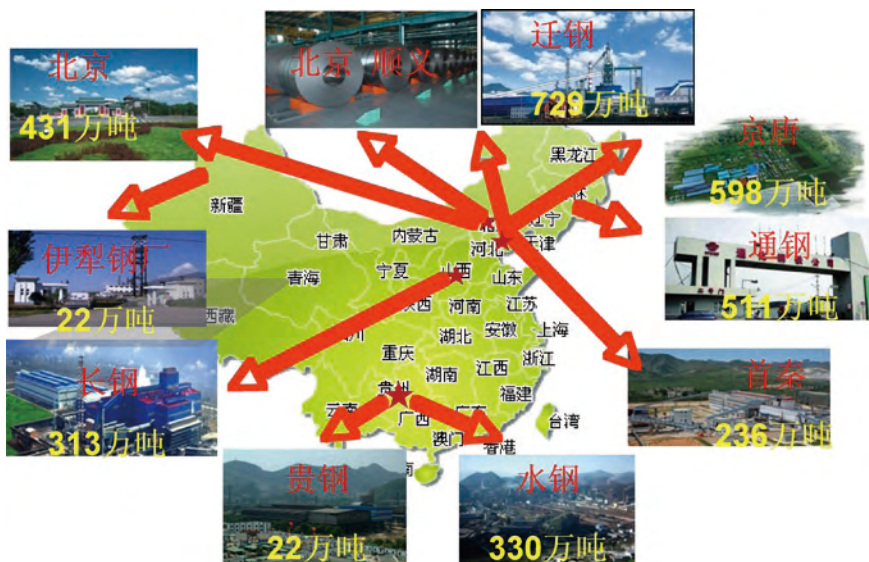 北京
431万吨
北京 顺义
迁钢
729万吨
京唐
598万吨
黑龙江
新疆
内蒙古
辽宁
甘肃
河北
天津
伊犁钢厂
22万吨
通钢
511万吨
青海
宁夏
山西
山东
西藏
陕西
河南
江苏
安徽
上海
湖北
重庆
浙江
长钢
313万吨
湖南
江西
贵州
福建
云南
广西
广东
台湾
澳门
香港
首秦
236万吨
贵钢
22万吨
水钢
330万吨